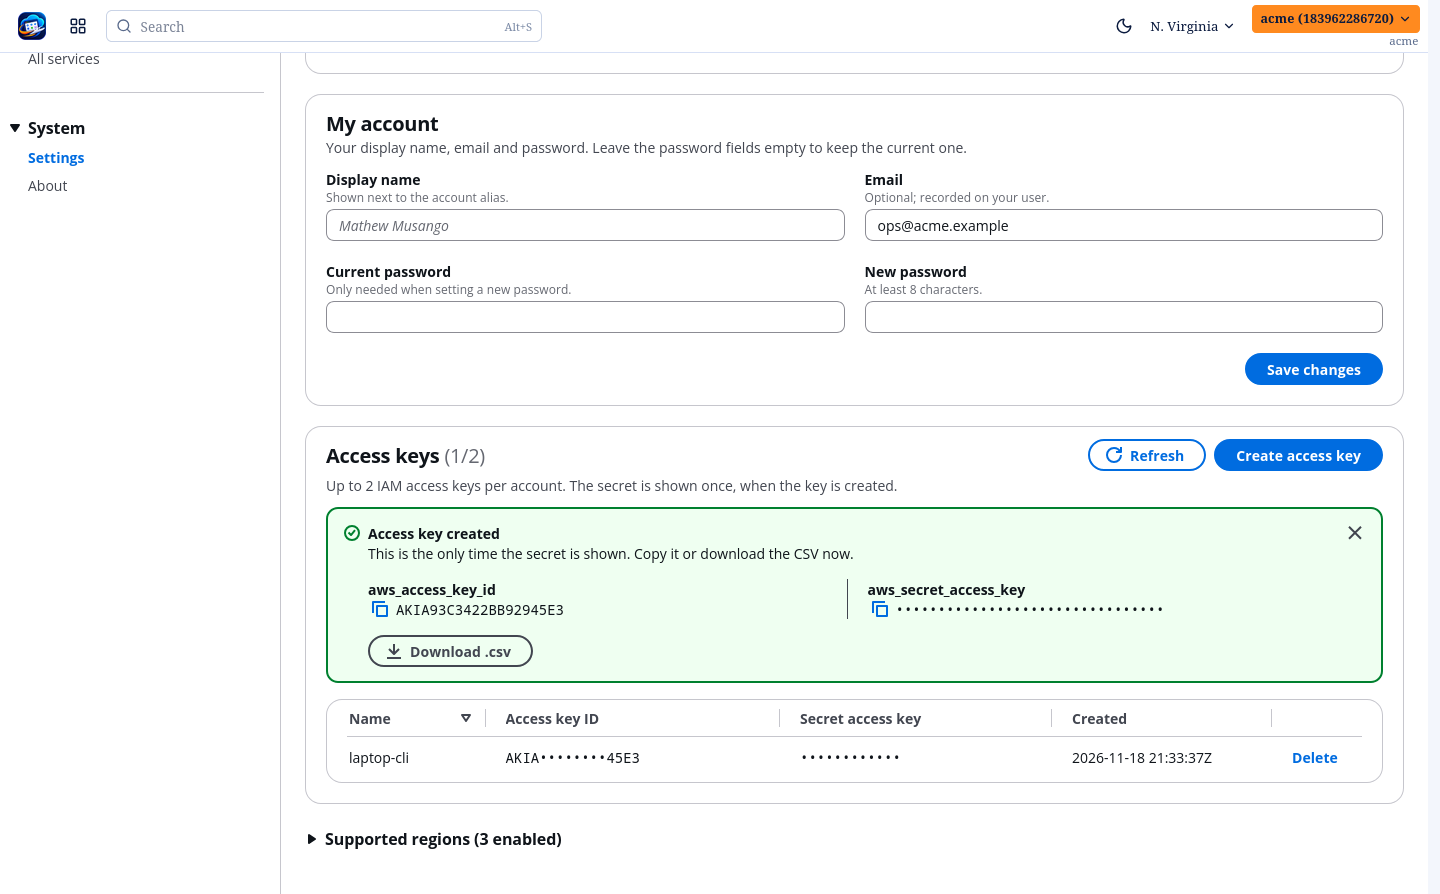 Search
Alt+S
N. Virginia
acme (183962286720)
acme
All services
System
Settings
About
My account
Your display name, email and password. Leave the password fields empty to keep the current one.
Display name
Shown next to the account alias.
Mathew Musango
Email
Optional; recorded on your user.
ops@acme.example
Current password
Only needed when setting a new password.
New password
At least 8 characters.
Save changes
Access keys (1/2)
Refresh
Create access key
Up to 2 IAM access keys per account. The secret is shown once, when the key is created.
Access key created
This is the only time the secret is shown. Copy it or download the CSV now.
aws_access_key_id
AKIA93C3422BB92945E3
aws_secret_access_key
••••••••••••••••••••••••••••••••
Download .csv
Name Access key ID Secret access key Created
laptop-cli AKIA••••••••45E3 •••••••••••• 2026-11-18 21:33:37Z Delete
Supported regions (3 enabled)